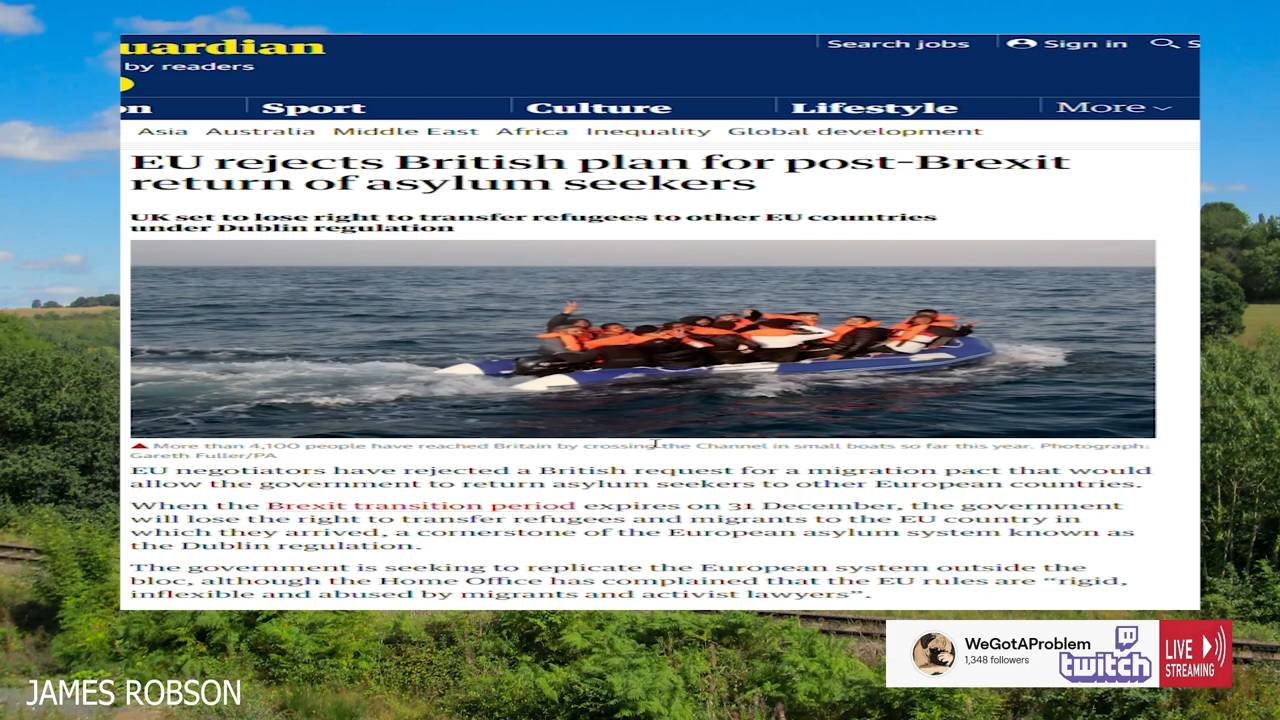 uardian
by readers
Search jobs
Sign in
S
on
Sport
Culture
Lifestyle
More
Asia Australia Middle East Africa Inequality Global development
EU rejects British plan for post-Brexit
return of asylum seekers
UK set to lose right to transfer refugees to other EU countries
under Dublin regulation
More than 4,100 people have reached Britain by crossing the Channel in small boats so far this year. Photograph:
Gareth Fuller/PA
EU negotiators have rejected a British request for a migration pact that would
allow the government to return asylum seekers to other European countries.
When the Brexit transition period expires on 31 December, the government
will lose the right to transfer refugees and migrants to the EU country in
which they arrived, a cornerstone of the European asylum system known as
the Dublin regulation.
The government is seeking to replicate the European system outside the
bloc, although the Home Office has complained that the EU rules are “rigid,
inflexible and abused by migrants and activist lawyers”.
WeGotAProblem
1,348 followers
twitch
LIVE
STREAMING
JAMES ROBSON